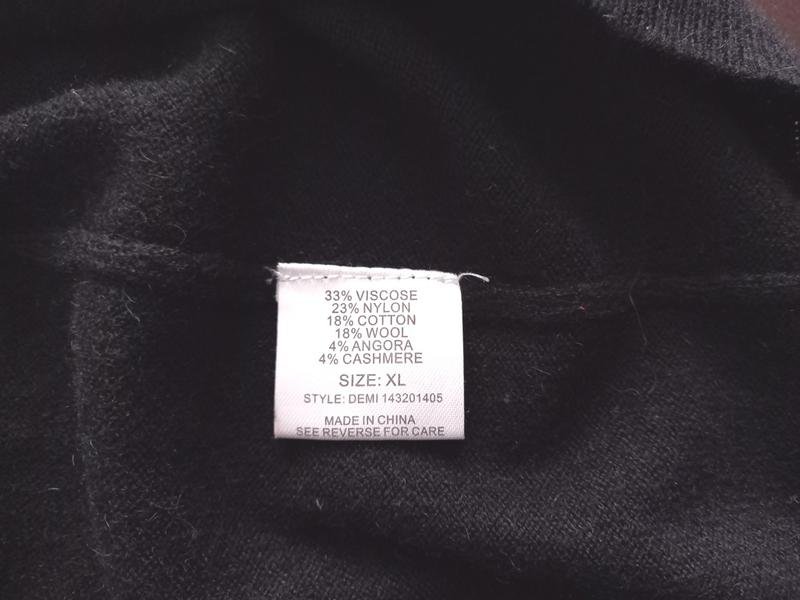 33% VISCOSE
23% NYLON
18% COTTON
18% WOOL
4% ANGORA
4% CASHMERE
SIZE: XL
STYLE: DEMI 143201405
MADE IN CHINA
SEE REVERSE FOR CARE